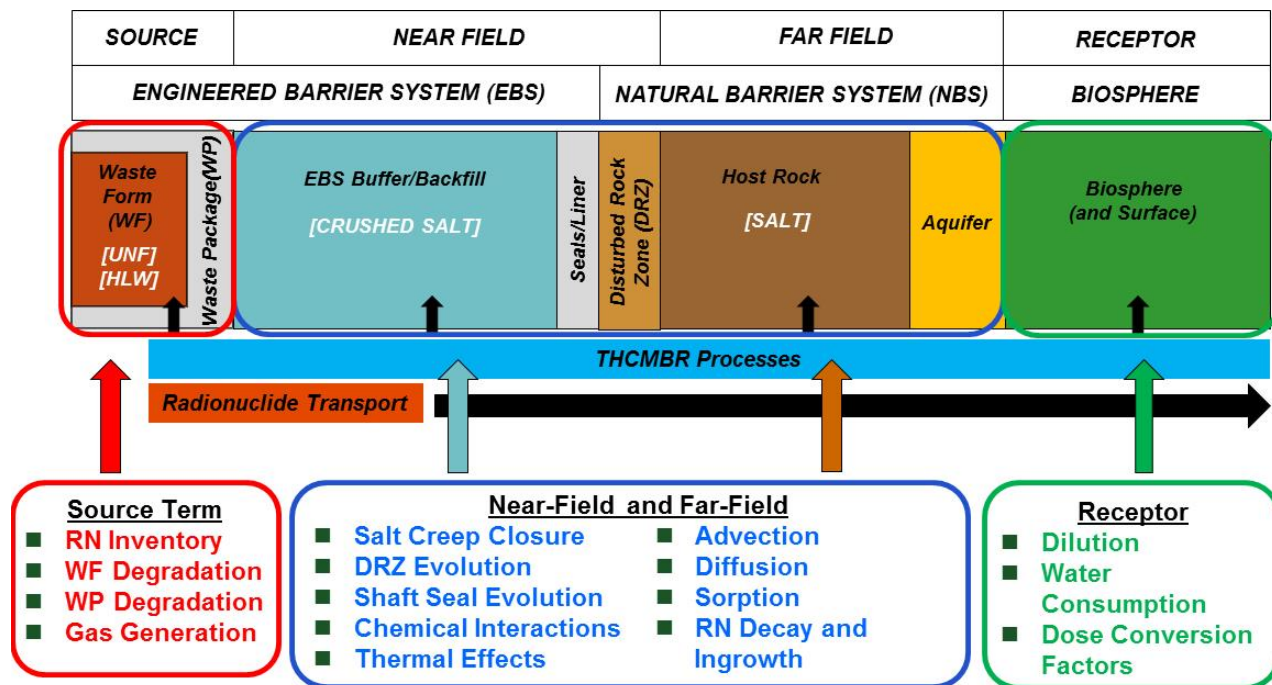 SOURCE
NEAR FIELD
FAR FIELD
RECEPTOR
ENGINEERED BARRIER SYSTEM (EBS)
NATURAL BARRIER SYSTEM (NBS)
BIOSPHERE
Waste
Form
(WF)
[UNF]
[HLW]
Waste Package(WP)
EBS Buffer/Backfill
[CRUSHED SALT]
Seals/Liner
Disturbed Rock
Zone (DRZ)
Host Rock
[SALT]
Aquifer
Biosphere
(and Surface)
THCMBR Processes
Radionuclide Transport
Source Term
RN Inventory
WF Degradation
WP Degradation
Gas Generation
Near-Field and Far-Field
Salt Creep Closure
DRZ Evolution
Shaft Seal Evolution
Chemical Interactions
Thermal Effects
Advection
Diffusion
Sorption
RN Decay and
Ingrowth
Receptor
Dilution
Water
Consumption
Dose Conversion
Factors